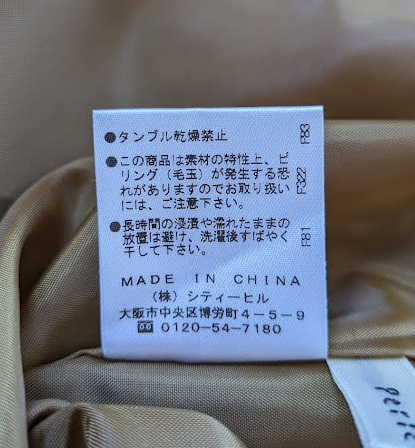 ●タンブル乾燥禁止 F83
●この商品は素材の特性上、ピ
リング（毛玉）が発生する恐 F322
れがありますのでお取り扱い
には、ご注意下さい。
●長時間の浸漬や濡れたままの
放置は避け、洗濯後すばやく F81
干して下さい。
MADE IN CHINA
（株）シティーヒル
大阪市中央区博労町4-5-9
0120-54-7180